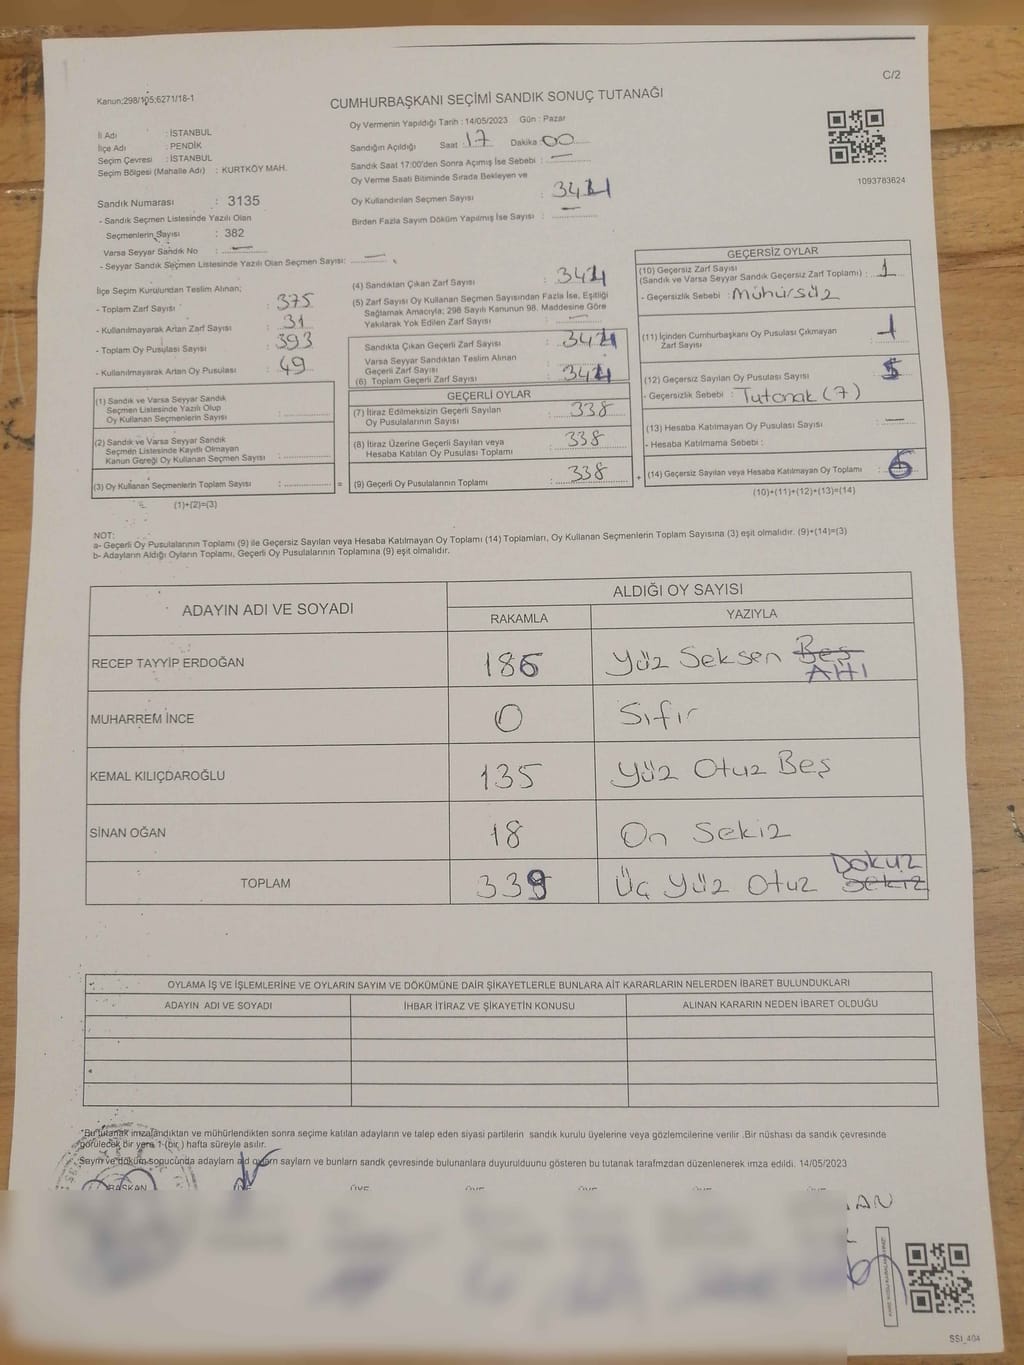 C/2
Kanun;298/105;6271/18-1
CUMHURBAŞKANI SEÇİMİ SANDIK SONUÇ TUTANAĞI
Oy Vermenin Yapıldığı Tarih : 14/05/2023 Gün : Pazar
İl Adı : İSTANBUL
İlçe Adı : PENDİK
Seçim Çevresi : İSTANBUL
Seçim Bölgesi (Mahalle Adı) : KURTKÖY MAH.
Sandığın Açıldığı Saat : 17 Dakika : 00
Sandık Saat 17:00'den Sonra Açımış İse Sebebi : —
Oy Verme Saati Bitiminde Sırada Bekleyen ve
Oy Kullandırılan Seçmen Sayısı :
Birden Fazla Sayım Döküm Yapılmış İse Sayısı : —
1093783624
Sandık Numarası : 3135
- Sandık Seçmen Listesinde Yazılı Olan
Seçmenlerin Sayısı : 382
Varsa Seyyar Sandık No : —
- Seyyar Sandık Seçmen Listesinde Yazılı Olan Seçmen Sayısı: —
İlçe Seçim Kurulundan Teslim Alınan;
- Toplam Zarf Sayısı : 375
- Kullanılmayarak Artan Zarf Sayısı : 31
- Toplam Oy Pusulası Sayısı : 393
- Kullanılmayarak Artan Oy Pusulası : 49
(4) Sandıktan Çıkan Zarf Sayısı :
(5) Zarf Sayısı Oy Kullanan Seçmen Sayısından Fazla İse, Eşitliği
Sağlamak Amacıyla; 298 Sayılı Kanunun 98. Maddesine Göre
Yakılarak Yok Edilen Zarf Sayısı : —
Sandıkta Çıkan Geçerli Zarf Sayısı :
Varsa Seyyar Sandıktan Teslim Alınan
Geçerli Zarf Sayısı
(6) Toplam Geçerli Zarf Sayısı :
GEÇERSİZ OYLAR
(10) Geçersiz Zarf Sayısı
(Sandık ve Varsa Seyyar Sandık Geçersiz Zarf Toplamı) : 1
- Geçersizlik Sebebi : Mühürsüz
(11) İçinden Cumhurbaşkanı Oy Pusulası Çıkmayan
Zarf Sayısı : 1
(12) Geçersiz Sayılan Oy Pusulası Sayısı :
- Geçersizlik Sebebi : Tutanak (7)
(13) Hesaba Katılmayan Oy Pusulası Sayısı : —
- Hesaba Katılmama Sebebi :
(14) Geçersiz Sayılan veya Hesaba Katılmayan Oy Toplamı : 6
(10)+(11)+(12)+(13)=(14)
(1) Sandık ve Varsa Seyyar Sandık
Seçmen Listesinde Yazılı Olup
Oy Kullanan Seçmenlerin Sayısı :
(2) Sandık ve Varsa Seyyar Sandık
Seçmen Listesinde Kayıtlı Olmayan
Kanun Gereği Oy Kullanan Seçmen Sayısı :
(3) Oy Kullanan Seçmenlerin Toplam Sayısı :
(1)+(2)=(3)
GEÇERLİ OYLAR
(7) İtiraz Edilmeksizin Geçerli Sayılan
Oy Pusulalarının Sayısı : 338
(8) İtiraz Üzerine Geçerli Sayılan veya
Hesaba Katılan Oy Pusulası Toplamı : 338
(9) Geçerli Oy Pusulalarının Toplamı : 338
NOT:
a- Geçerli Oy Pusulalarının Toplamı (9) ile Geçersiz Sayılan veya Hesaba Katılmayan Oy Toplamı (14) Toplamları, Oy Kullanan Seçmenlerin Toplam Sayısına (3) eşit olmalıdır. (9)+(14)=(3)
b- Adayların Aldığı Oyların Toplamı, Geçerli Oy Pusulalarının Toplamına (9) eşit olmalıdır.
ADAYIN ADI VE SOYADI
ALDIĞI OY SAYISI
RAKAMLA YAZIYLA
RECEP TAYYİP ERDOĞAN 186 Yüz Seksen Beş
Altı
MUHARREM İNCE 0 Sıfır
KEMAL KILIÇDAROĞLU 135 Yüz Otuz Beş
SİNAN OĞAN 18 On Sekiz
Dokuz
TOPLAM 339 Üç Yüz Otuz Sekiz
OYLAMA İŞ VE İŞLEMLERİNE VE OYLARIN SAYIM VE DÖKÜMÜNE DAİR ŞİKAYETLERLE BUNLARA AİT KARARLARIN NELERDEN İBARET BULUNDUKLARI
ADAYIN ADI VE SOYADI İHBAR İTİRAZ VE ŞİKAYETİN KONUSU ALINAN KARARIN NEDEN İBARET OLDUĞU
*Bu tutanak imzalandıktan ve mühürlendikten sonra seçime katılan adayların ve talep eden siyasi partilerin sandık kurulu üyelerine veya gözlemcilerine verilir .Bir nüshası da sandık çevresinde
görülecek bir yere 1 (bir ) hafta süreyle asılır.
Sayım ve döküm sonucunda adayların ald oyların sayları ve bunların sandk çevresinde bulunanlara duyurulduunu gösteren bu tutanak tarafmzdan düzenlenerek imza edildi. 14/05/2023
BAŞKAN ÜYE ÜYE ÜYE ÜYE ÜYE
SSI_404